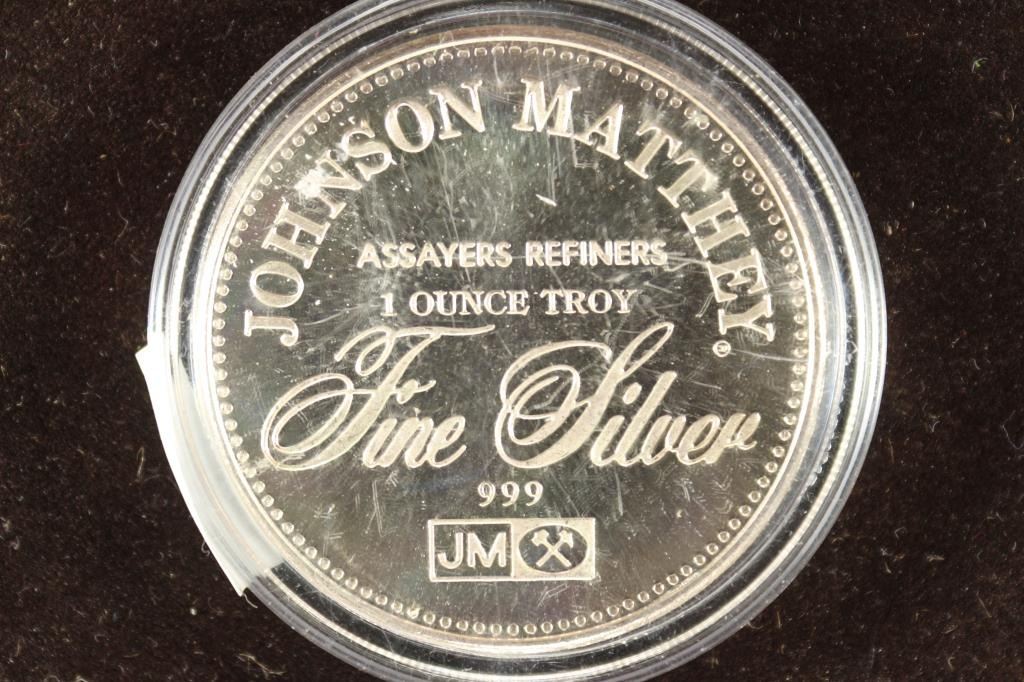 JOHNSON MATTHEY®
ASSAYERS REFINERS
1 OUNCE TROY
Fine Silver
999
JM